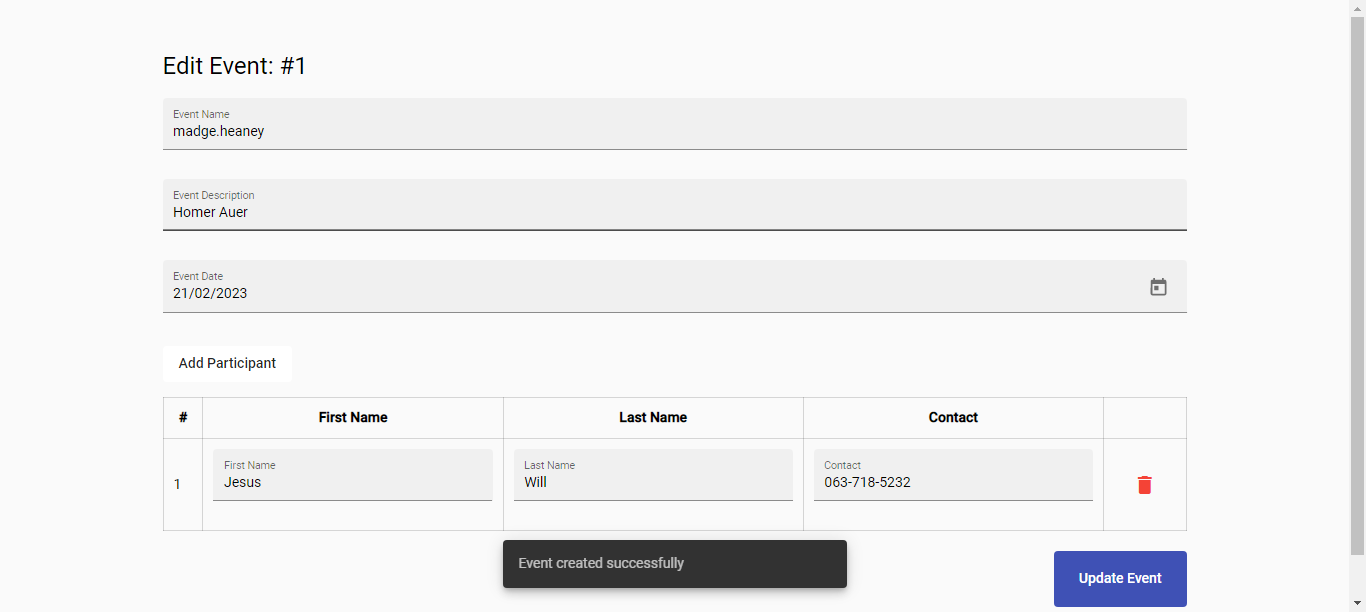 Edit Event: #1
Event Name
madge.heaney
Event Description
Homer Auer
Event Date
21/02/2023
Add Participant
# First Name Last Name Contact
First Name Last Name Contact
1 Jesus Will 063-718-5232
Event created successfully
Update Event